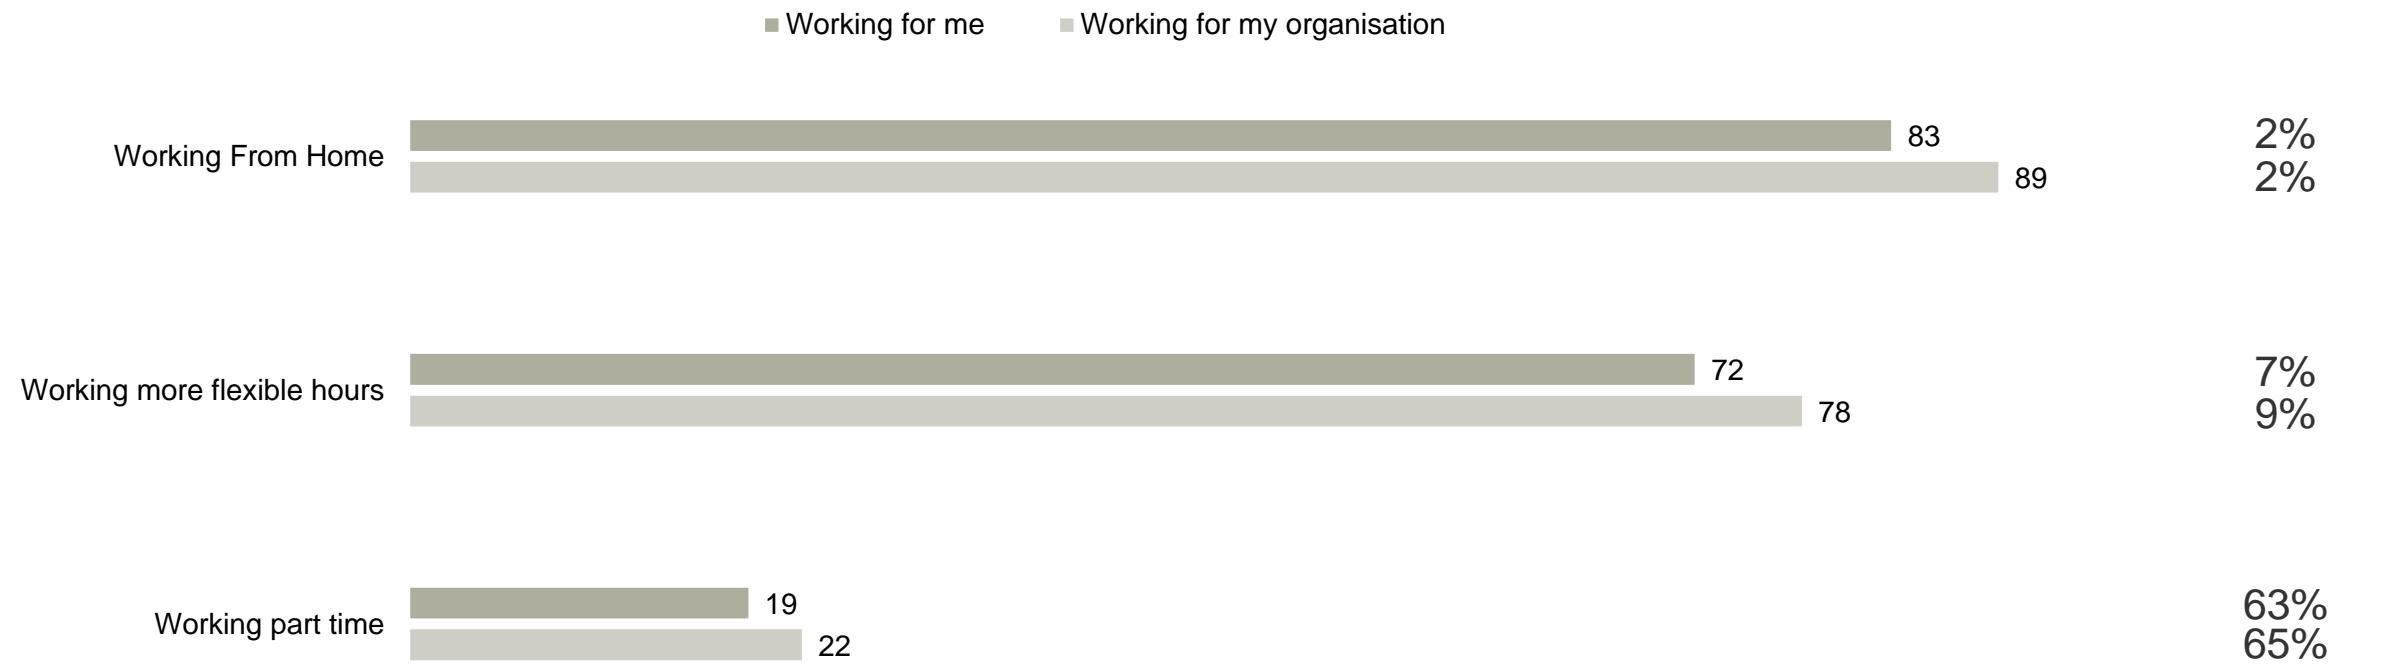 Working for me Working for my organisation
Working From Home 83 2%
89 2%
Working more flexible hours 72 7%
78 9%
Working part time 19 63%
22 65%